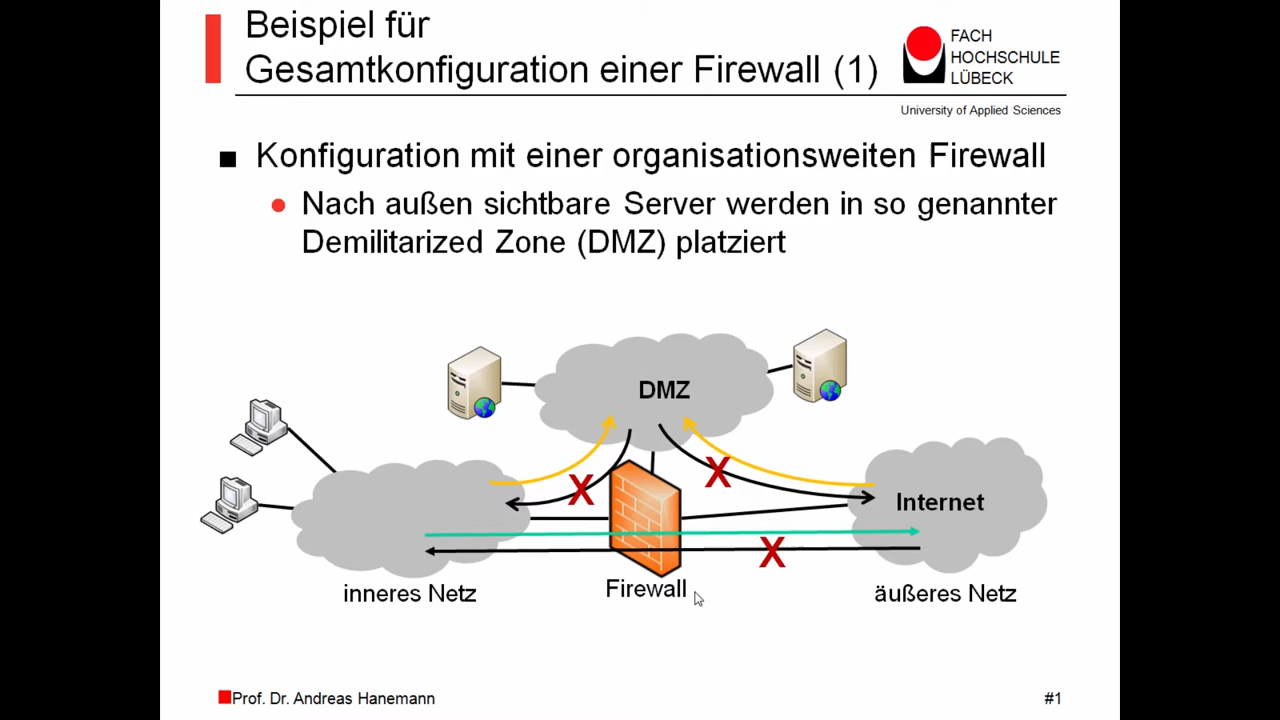 Beispiel für
Gesamtkonfiguration einer Firewall (1)
FACH
HOCHSCHULE
LÜBECK
University of Applied Sciences
Konfiguration mit einer organisationsweiten Firewall
Nach außen sichtbare Server werden in so genannter
Demilitarized Zone (DMZ) platziert
DMZ
X
X
Internet
X
inneres Netz
Firewall
äußeres Netz
Prof. Dr. Andreas Hanemann
#1